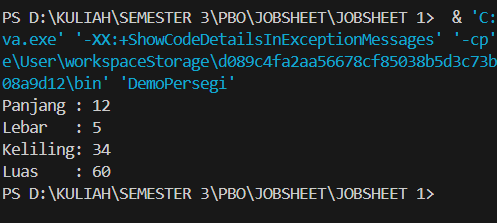 PS D:\KULIAH\SEMESTER 3\PBO\JOBSHEET\JOBSHEET 1>  & 'C:
va.exe' '-XX:+ShowCodeDetailsInExceptionMessages' '-cp'
e\User\workspaceStorage\d089c4fa2aa56678cf85038b5d3c73b
08a9d12\bin' 'DemoPersegi'
Panjang : 12
Lebar   : 5
Keliling: 34
Luas    : 60
PS D:\KULIAH\SEMESTER 3\PBO\JOBSHEET\JOBSHEET 1>